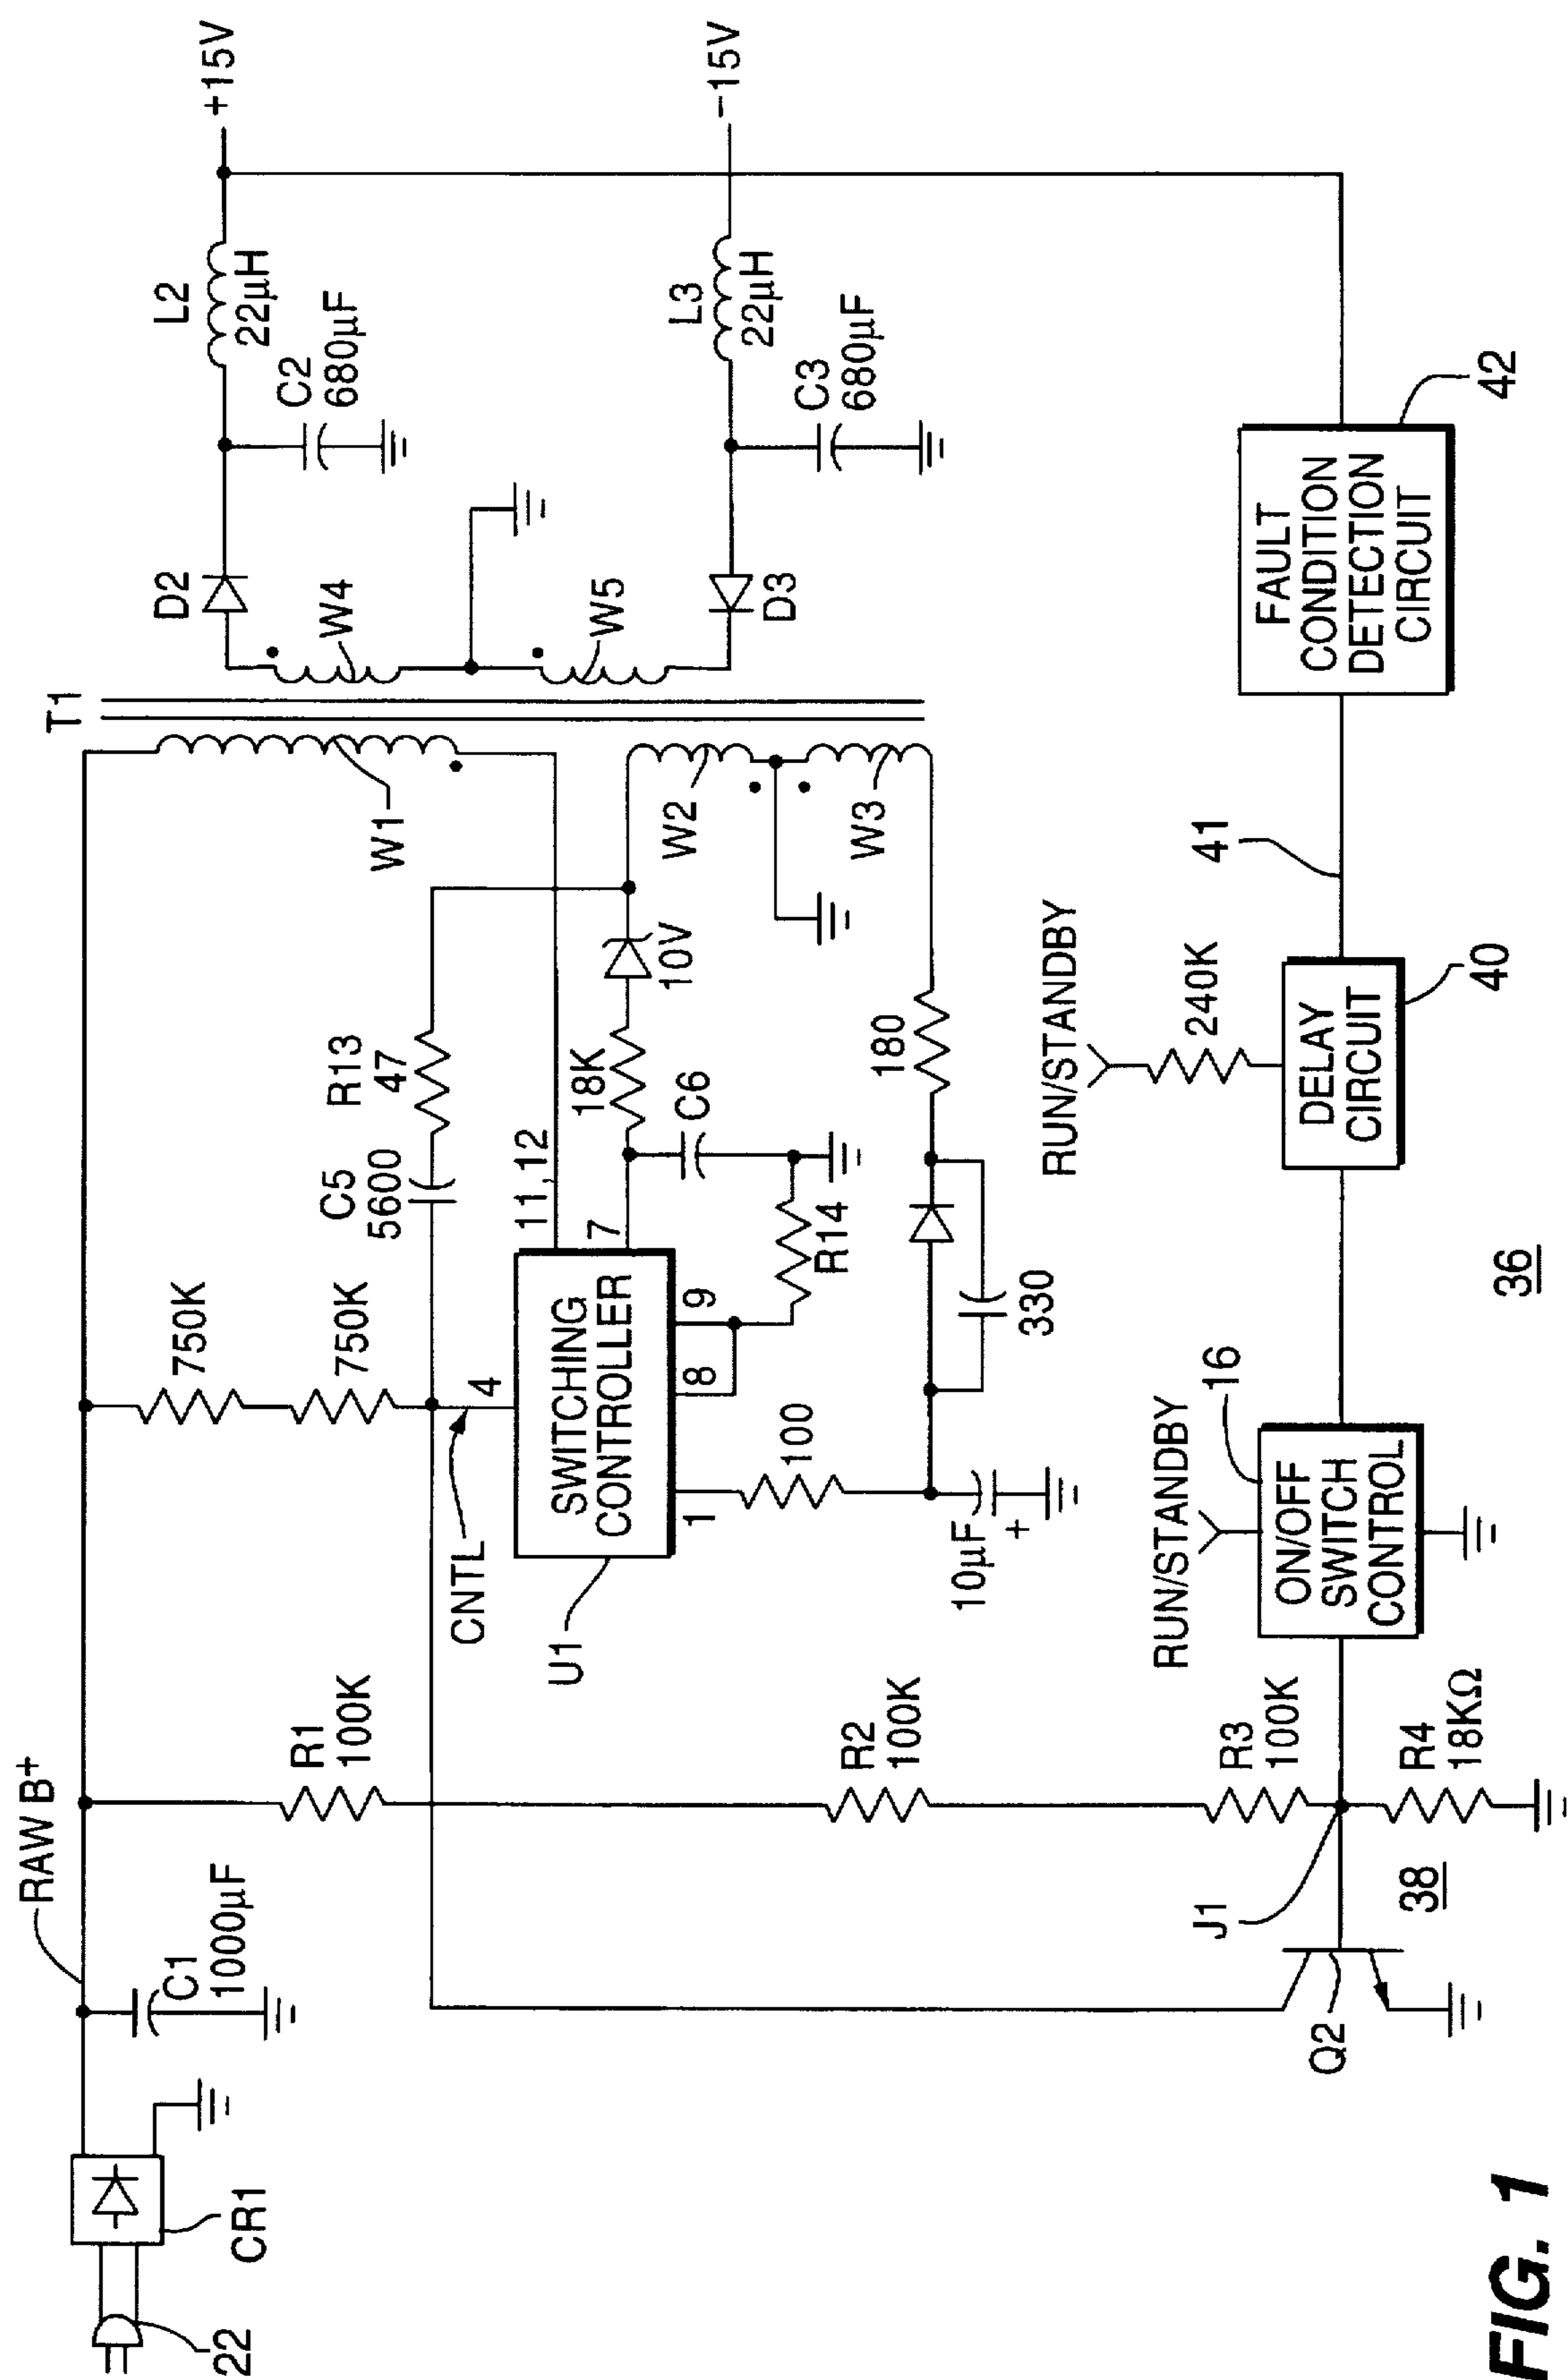 RAW B+
C1
1000µF
CR1
22
R1
100K
750K
750K
C5
5600
R13
47
T1
W1
D2
W4
L2
22µH
C2
680µF
+15V
W5
D3
L3
22µH
C3
680µF
-15V
CNTL
4
11,12
7
SWITCHING
CONTROLLER
U1
1
8
9
18K
10V
C6
R14
W2
W3
100
10µF
+
330
180
R2
100K
R3
100K
R4
18KΩ
J1
Q2
38
RUN/STANDBY
16
ON/OFF
SWITCH
CONTROL
36
RUN/STANDBY
240K
DELAY
CIRCUIT
40
41
FAULT
CONDITION
DETECTION
CIRCUIT
42
FIG. 1